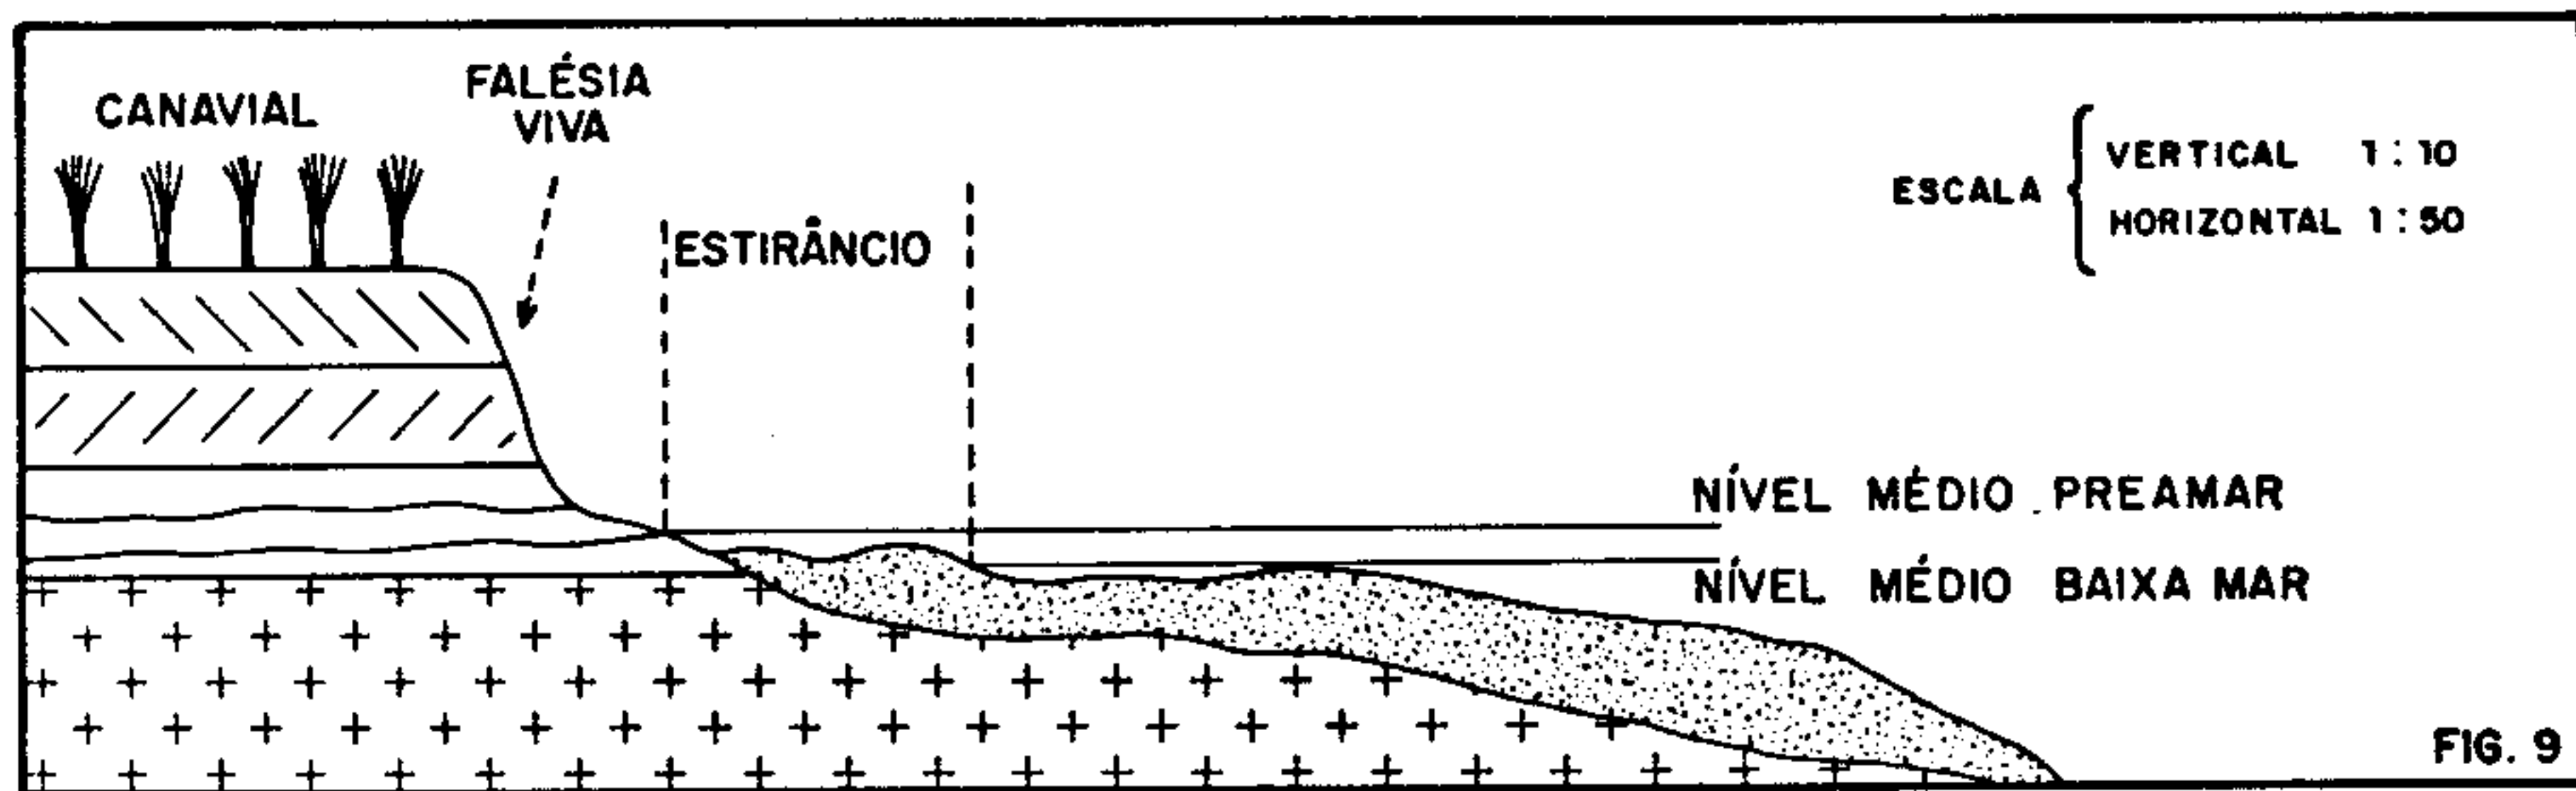 CANAVIAL
FALÉSIA
VIVA
ESTIRÂNCIO
ESCALA
VERTICAL 1:10
HORIZONTAL 1:50
NÍVEL MÉDIO PREAMAR
NÍVEL MÉDIO BAIXA MAR
FIG. 9